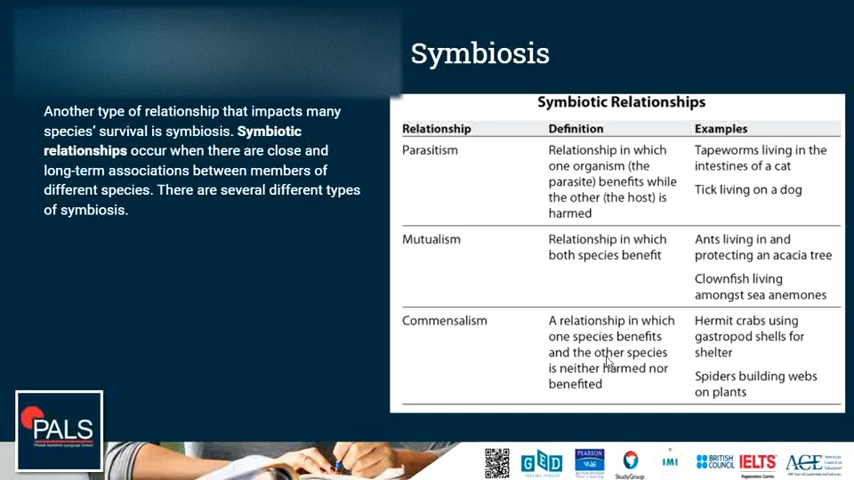 Symbiosis
Another type of relationship that impacts many
species' survival is symbiosis. Symbiotic
relationships occur when there are close and
long-term associations between members of
different species. There are several different types
of symbiosis.
Symbiotic Relationships
Relationship Definition Examples
Parasitism
Relationship in which
one organism (the
parasite) benefits while
the other (the host) is
harmed
Tapeworms living in the
intestines of a cat
Tick living on a dog
Mutualism
Relationship in which
both species benefit
Ants living in and
protecting an acacia tree
Clownfish living
amongst sea anemones
Commensalism
A relationship in which
one species benefits
and the other species
is neither harmed nor
benefited
Hermit crabs using
gastropod shells for
shelter
Spiders building webs
on plants
PALS
GED
PEARSON
VUE
StudyGroup
IMI
BRITISH
COUNCIL
IELTS
ACE